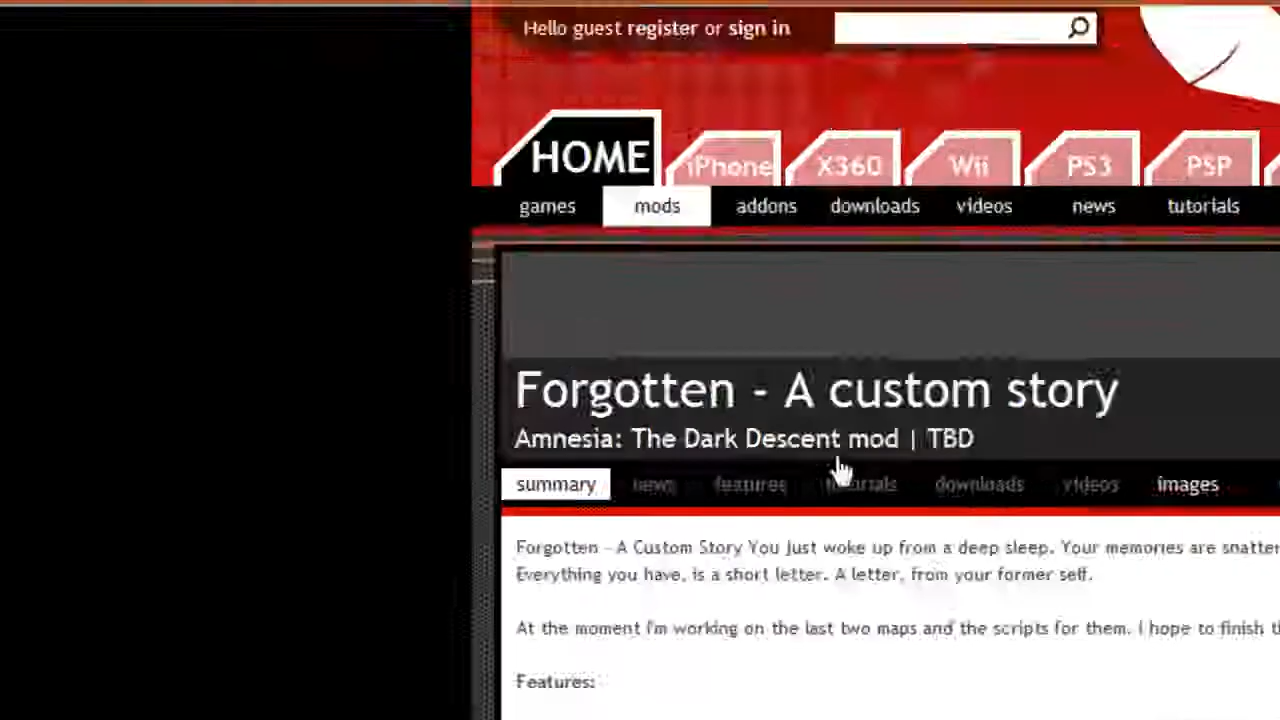 Hello guest register or sign in
HOME iPhone X360 Wii PS3 PSP
games mods addons downloads videos news tutorials
Forgotten - A custom story
Amnesia: The Dark Descent mod | TBD
summary news features tutorials downloads videos images
Forgotten - A Custom Story You just woke up from a deep sleep. Your memories are
Everything you have, is a short letter. A letter, from your former self.
At the moment I'm working on the last two maps and the scripts for them. I hope to finish
Features: